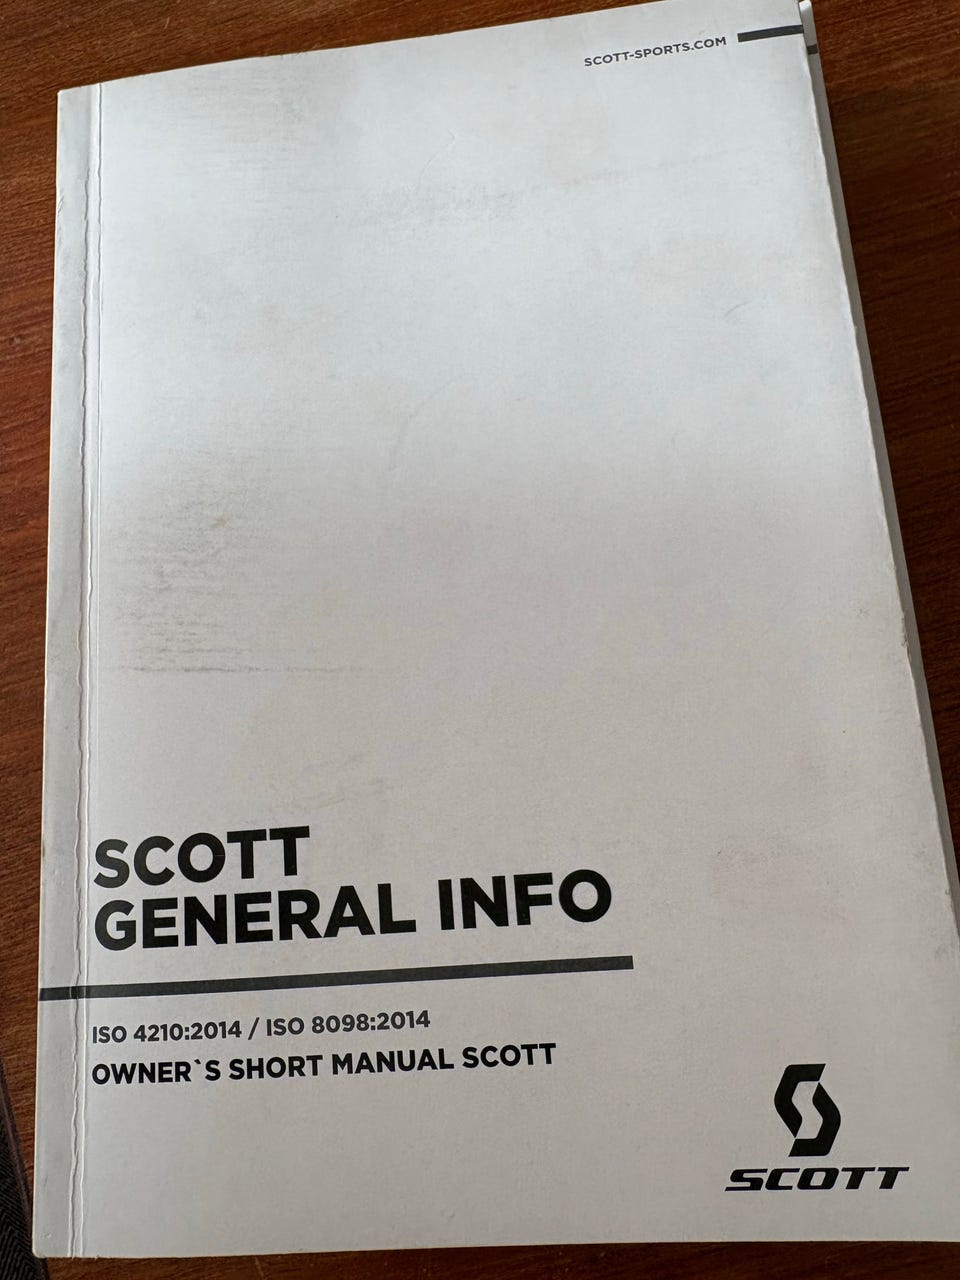 SCOTT-SPORTS.COM
SCOTT
GENERAL INFO
ISO 4210:2014 / ISO 8098:2014
OWNER`S SHORT MANUAL SCOTT
SCOTT